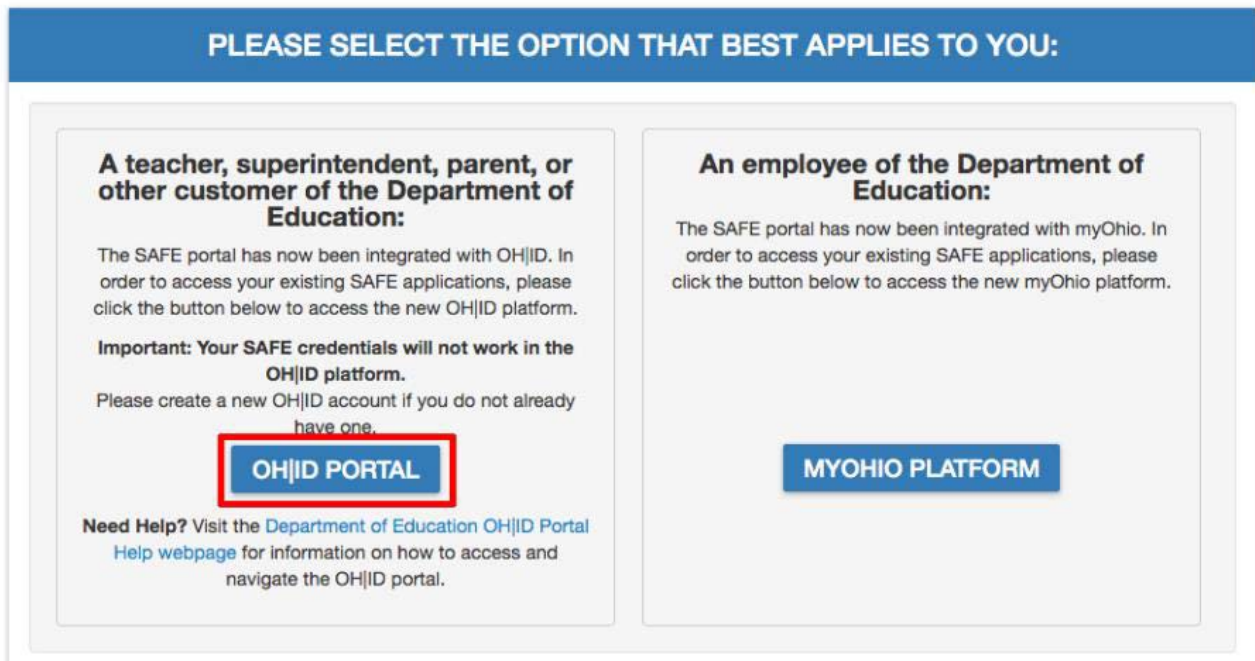 PLEASE SELECT THE OPTION THAT BEST APPLIES TO YOU:
A teacher, superintendent, parent, or
other customer of the Department of
Education:
The SAFE portal has now been integrated with OH|ID. In
order to access your existing SAFE applications, please
click the button below to access the new OH|ID platform.
Important: Your SAFE credentials will not work in the
OH|ID platform.
Please create a new OH|ID account if you do not already
have one.
OH|ID PORTAL
Need Help? Visit the Department of Education OH|ID Portal
Help webpage for information on how to access and
navigate the OH|ID portal.
An employee of the Department of
Education:
The SAFE portal has now been integrated with myOhio. In
order to access your existing SAFE applications, please
click the button below to access the new myOhio platform.
MYOHIO PLATFORM